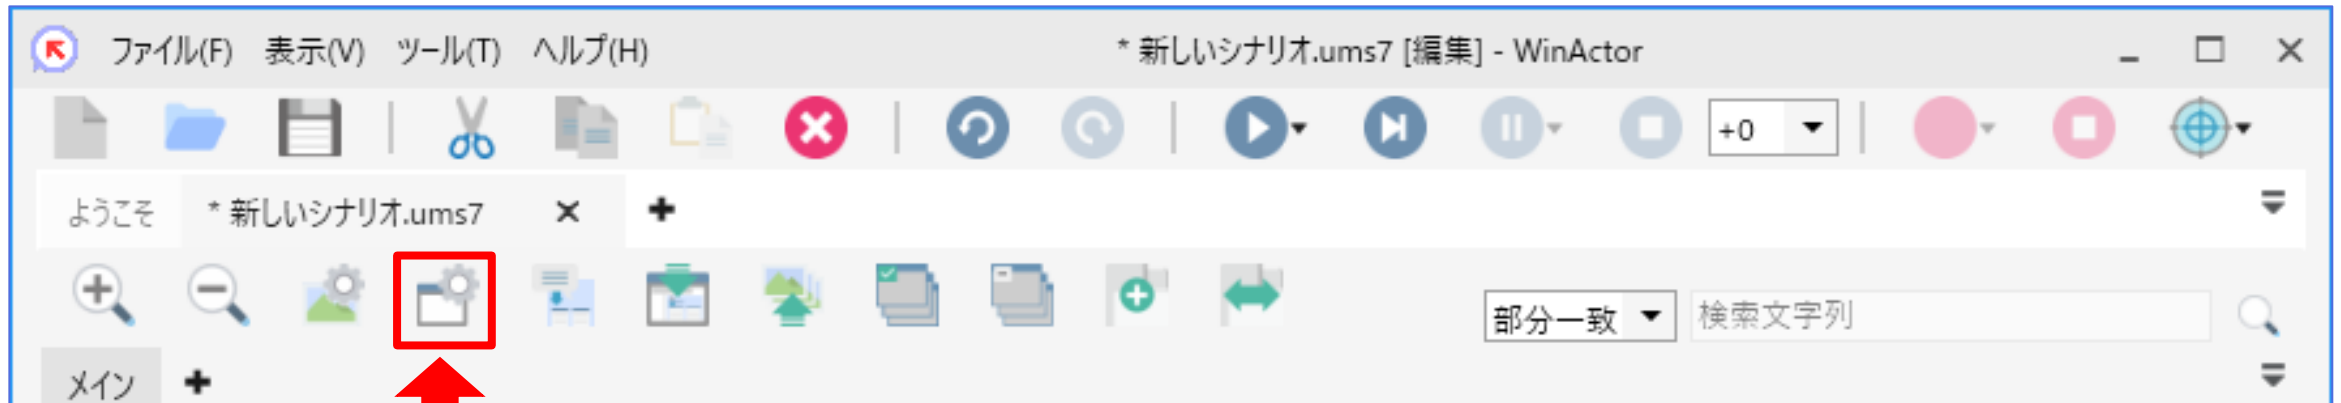 ファイル(F) 表示(V) ツール(T) ヘルプ(H) * 新しいシナリオ.ums7 [編集] - WinActor
+0
ようこそ * 新しいシナリオ.ums7
部分一致 検索文字列
メイン